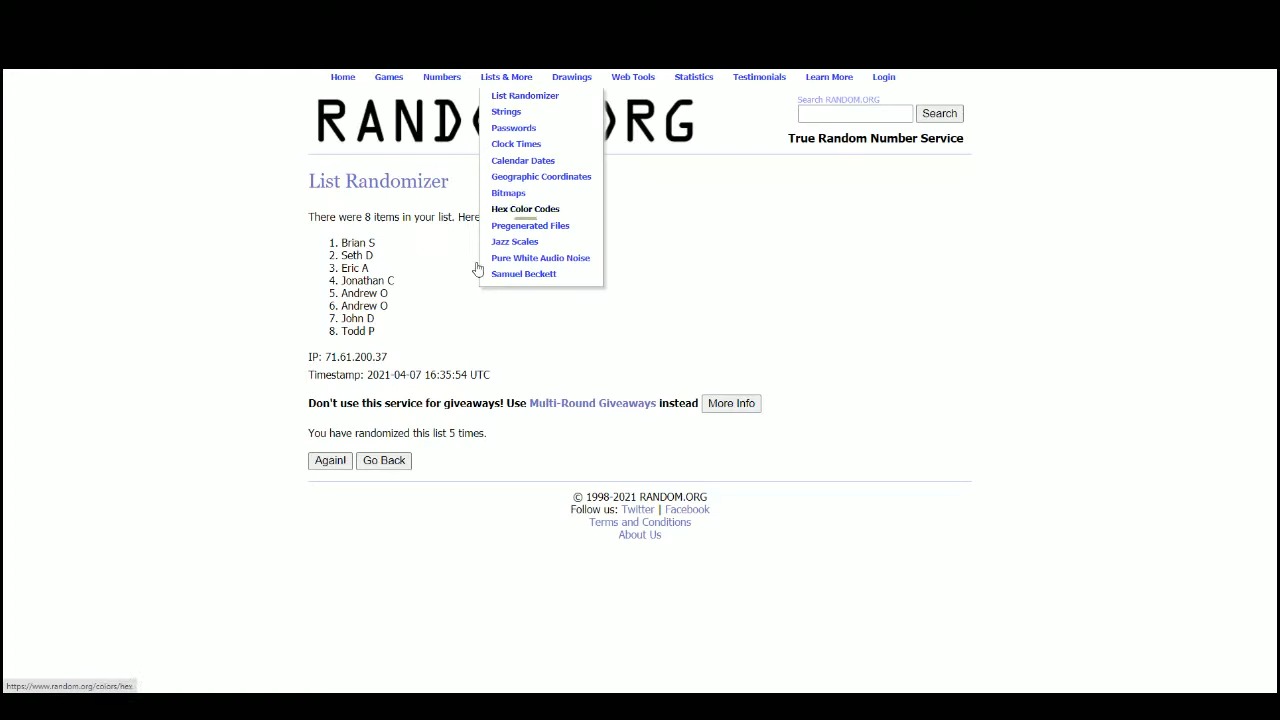 Home Games Numbers Lists & More Drawings Web Tools Statistics Testimonials Learn More Login
List Randomizer
Strings
Passwords
Clock Times
Calendar Dates
Geographic Coordinates
Bitmaps
Hex Color Codes
Pregenerated Files
Jazz Scales
Pure White Audio Noise
Samuel Beckett
RAND RG
Search RANDOM.ORG
Search
True Random Number Service
List Randomizer
There were 8 items in your list. Here
1. Brian S
2. Seth D
3. Eric A
4. Jonathan C
5. Andrew O
6. Andrew O
7. John D
8. Todd P
IP: 71.61.200.37
Timestamp: 2021-04-07 16:35:54 UTC
Don't use this service for giveaways! Use Multi-Round Giveaways instead More Info
You have randomized this list 5 times.
Again! Go Back
© 1998-2021 RANDOM.ORG
Follow us: Twitter | Facebook
Terms and Conditions
About Us
https://www.random.org/colors/hex